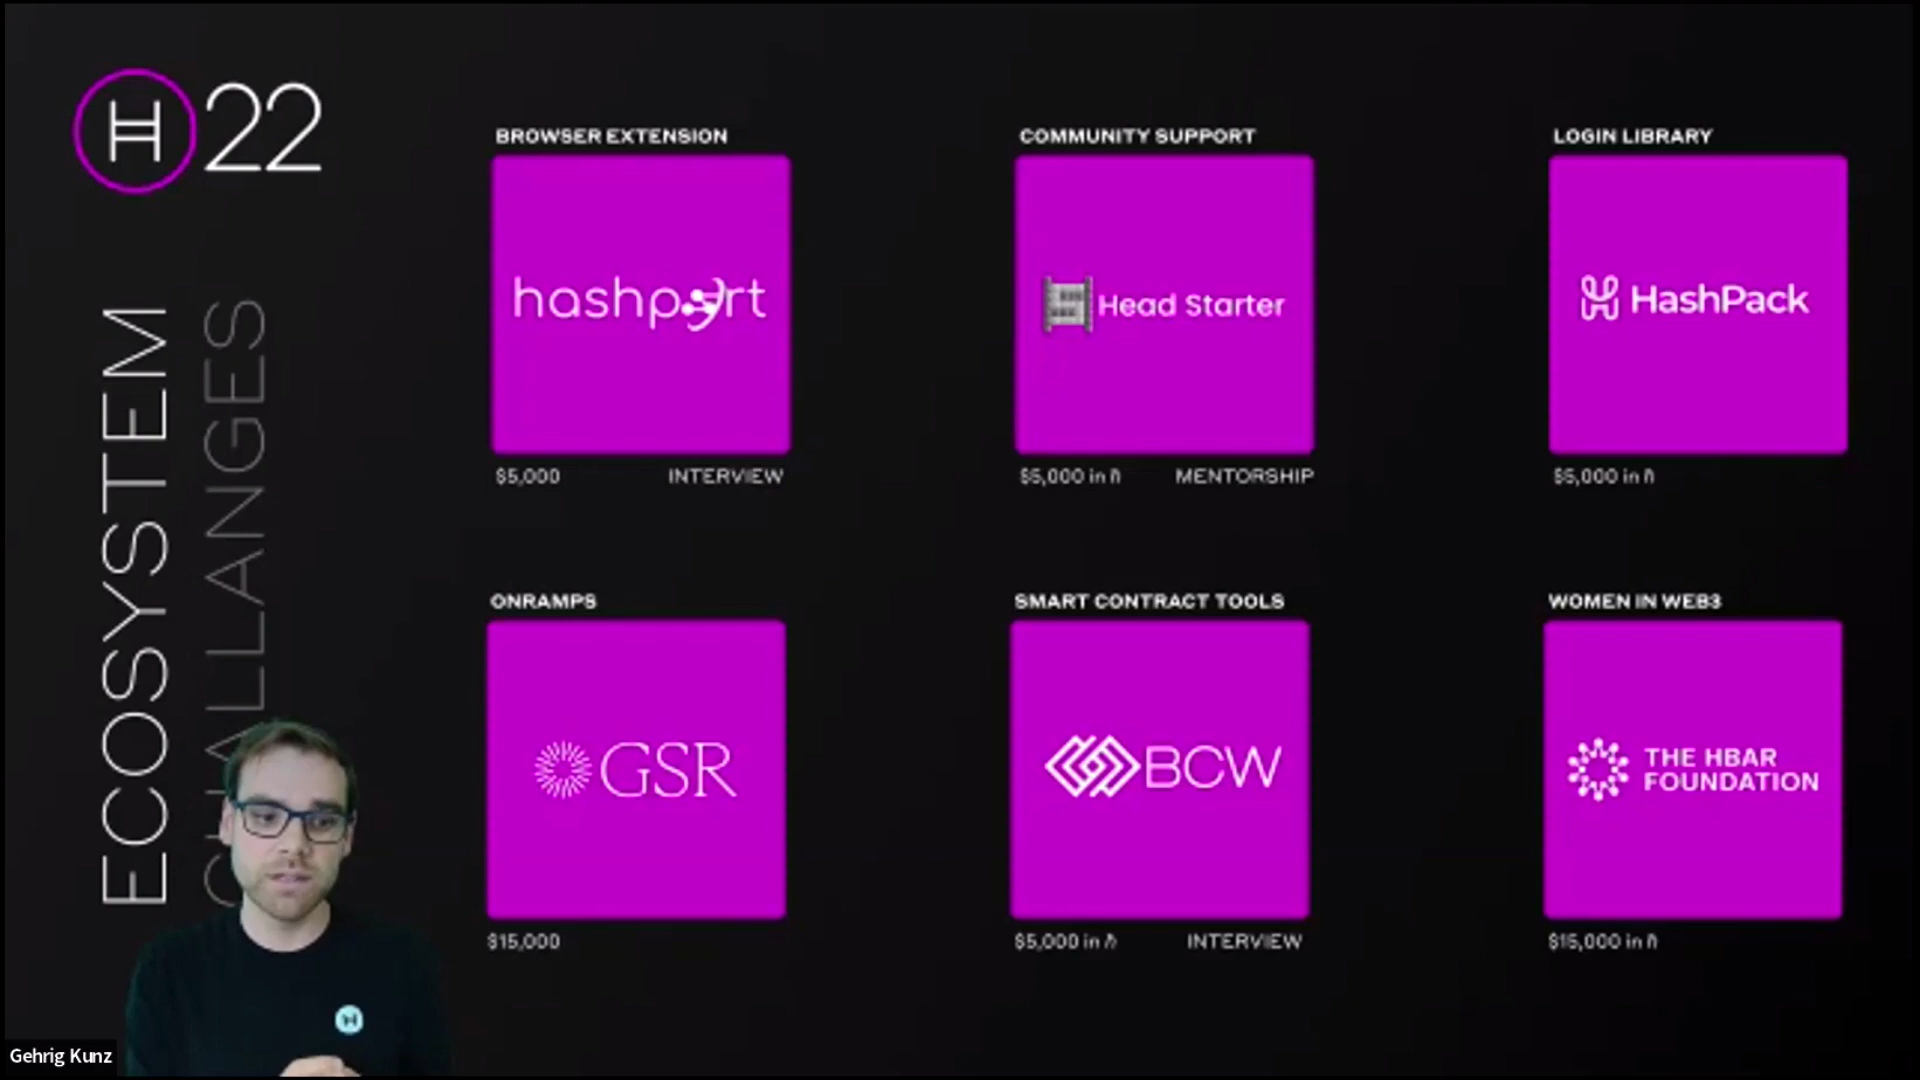 H22
ECOSYSTEM
CHALLANGES
BROWSER EXTENSION
hashport
$5,000 INTERVIEW
COMMUNITY SUPPORT
Head Starter
$5,000 in ℏ MENTORSHIP
LOGIN LIBRARY
HashPack
$5,000 in ℏ
ONRAMPS
GSR
$15,000
SMART CONTRACT TOOLS
BCW
$5,000 in ℏ INTERVIEW
WOMEN IN WEB3
THE HBAR
FOUNDATION
$15,000 in ℏ
H
Gehrig Kunz